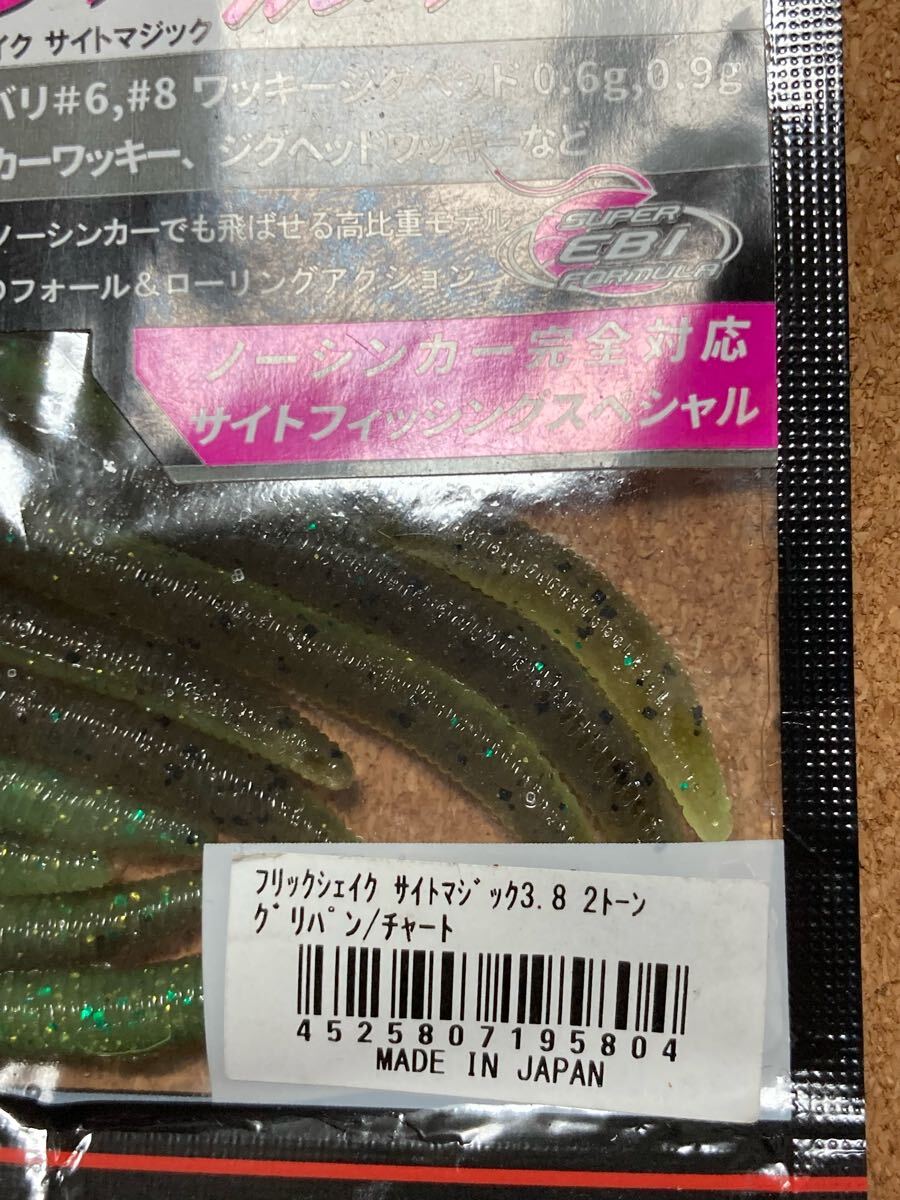 イク サイトマジック
バリ#6,#8 ワッキージグヘッド 0.6g,0.9g
カーワッキー、ジグヘッドワッキーなど
ノーシンカーでも飛ばせる高比重モデル
のフォール&ローリングアクション
SUPER
EBI
FORMULA
ノーシンカー完全対応
サイトフィッシングスペシャル
フリックシェイク サイトマジック3.8 2トーン
グリパン/チャート
4525807195804
MADE IN JAPAN